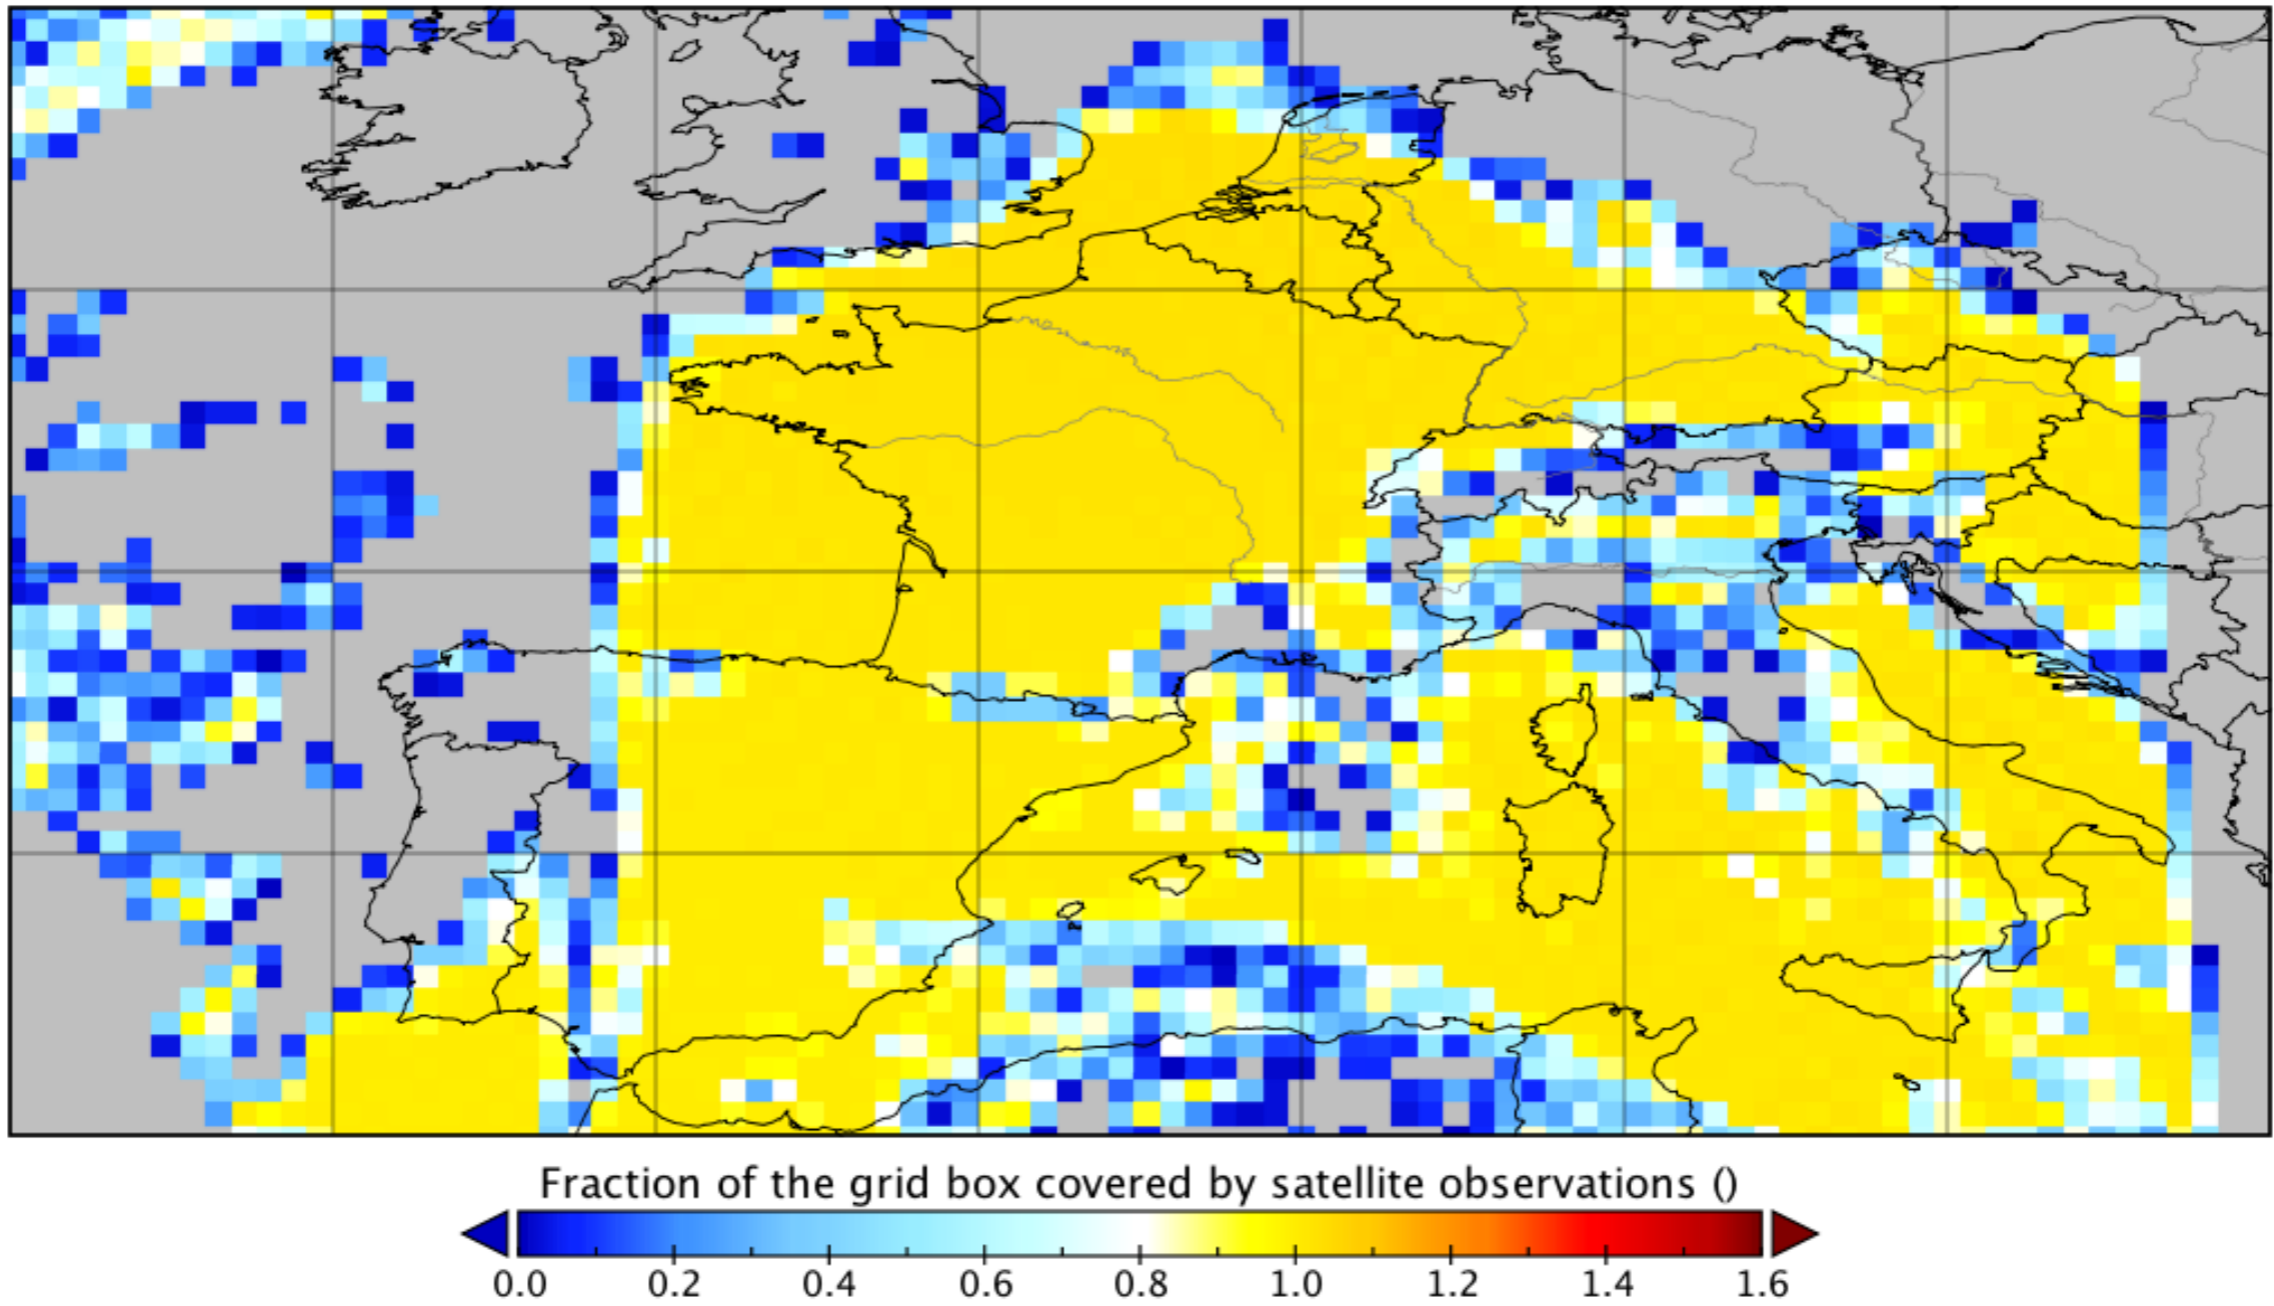 Fraction of the grid box covered by satellite observations ()
0.0 0.2 0.4 0.6 0.8 1.0 1.2 1.4 1.6